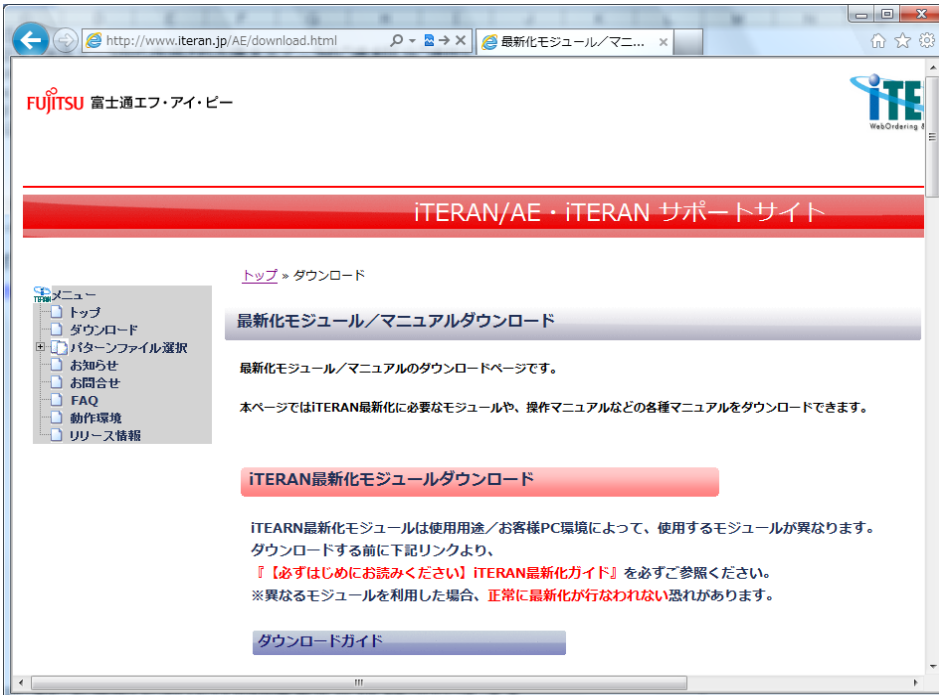 http://www.iteran.jp/AE/download.html
最新化モジュール／マニ...
FUJITSU 富士通エフ・アイ・ピー
iTE
WebOrdering &
iTERAN/AE・iTERAN サポートサイト
トップ » ダウンロード
TERAN メニュー
トップ
ダウンロード
パターンファイル選択
お知らせ
お問合せ
FAQ
動作環境
リリース情報
最新化モジュール／マニュアルダウンロード
最新化モジュール／マニュアルのダウンロードページです。
本ページではiTERAN最新化に必要なモジュールや、操作マニュアルなどの各種マニュアルをダウンロードできます。
iTERAN最新化モジュールダウンロード
iTEARN最新化モジュールは使用用途／お客様PC環境によって、使用するモジュールが異なります。
ダウンロードする前に下記リンクより、
『【必ずはじめにお読みください】iTERAN最新化ガイド』を必ずご参照ください。
※異なるモジュールを利用した場合、正常に最新化が行なわれない恐れがあります。
ダウンロードガイド